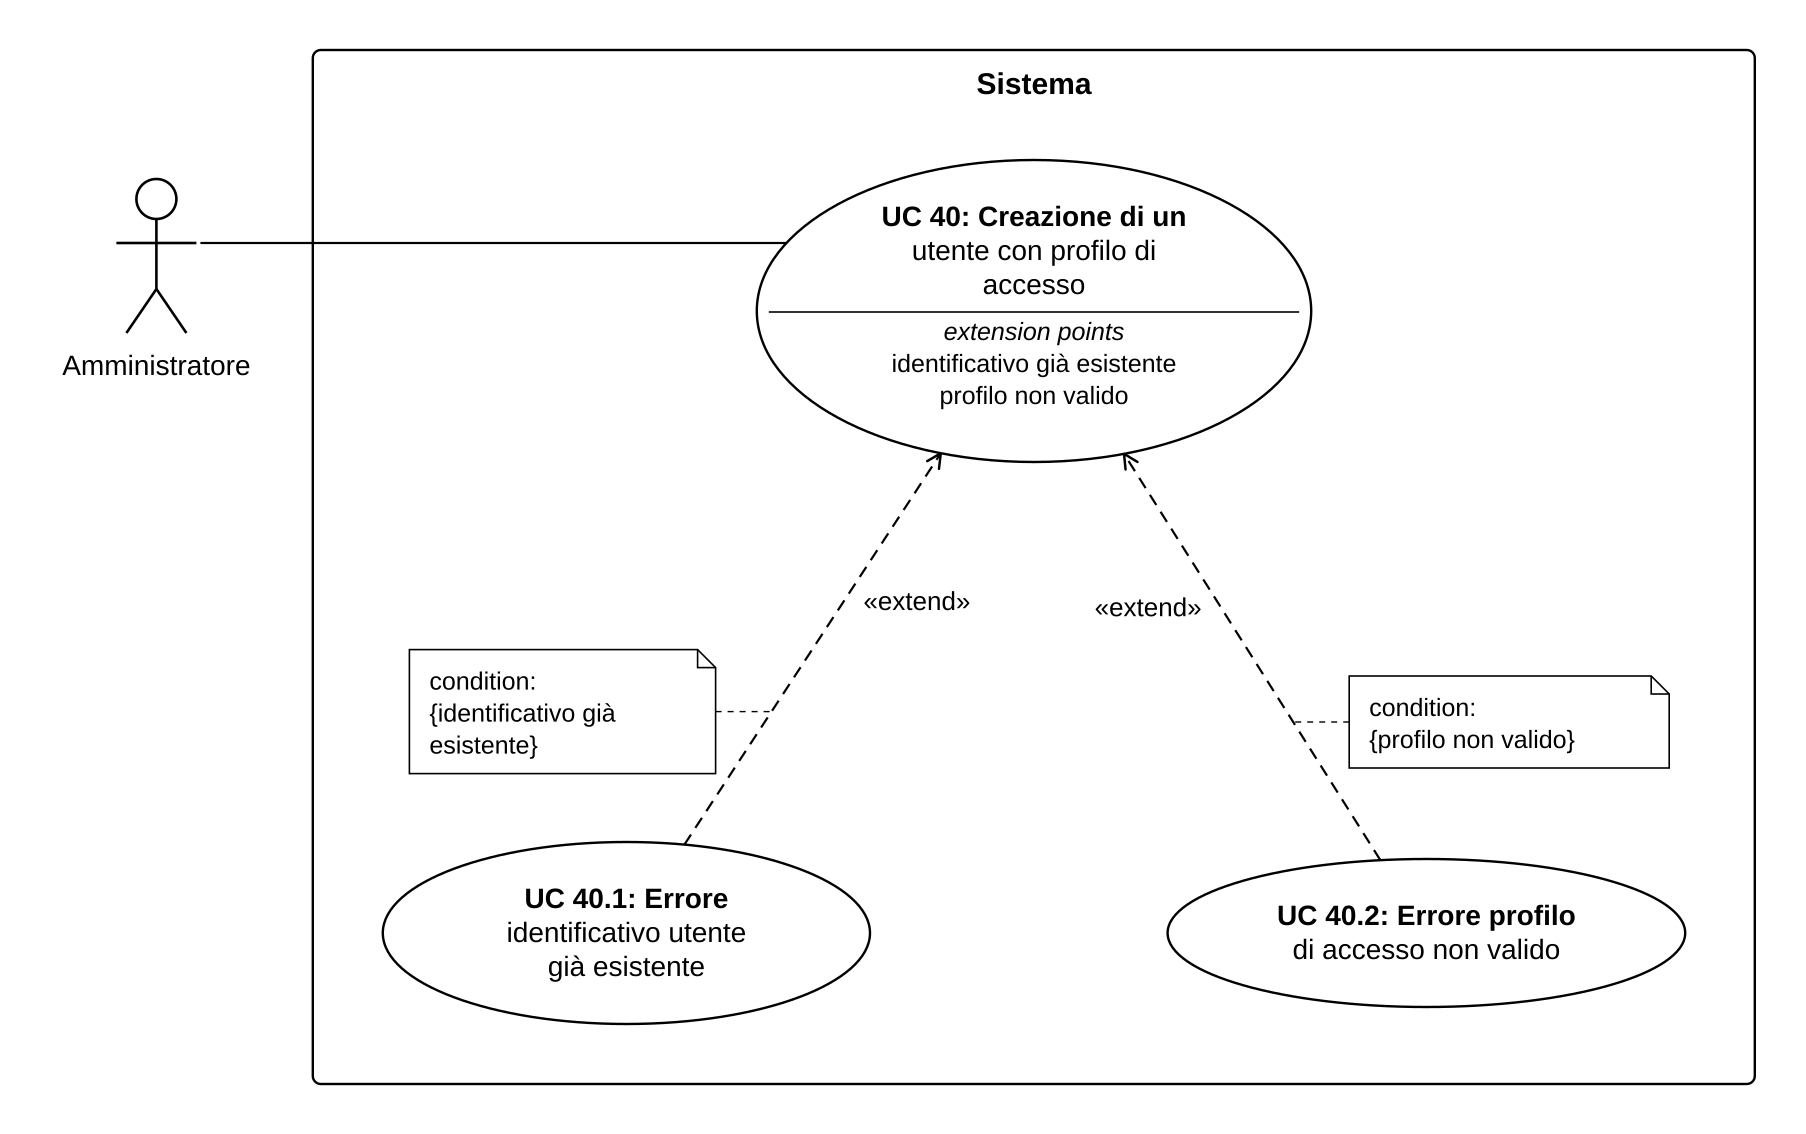 Sistema
Amministratore
UC 40: Creazione di un
utente con profilo di
accesso
extension points
identificativo già esistente
profilo non valido
«extend»
«extend»
condition:
{identificativo già
esistente}
condition:
{profilo non valido}
UC 40.1: Errore
identificativo utente
già esistente
UC 40.2: Errore profilo
di accesso non valido